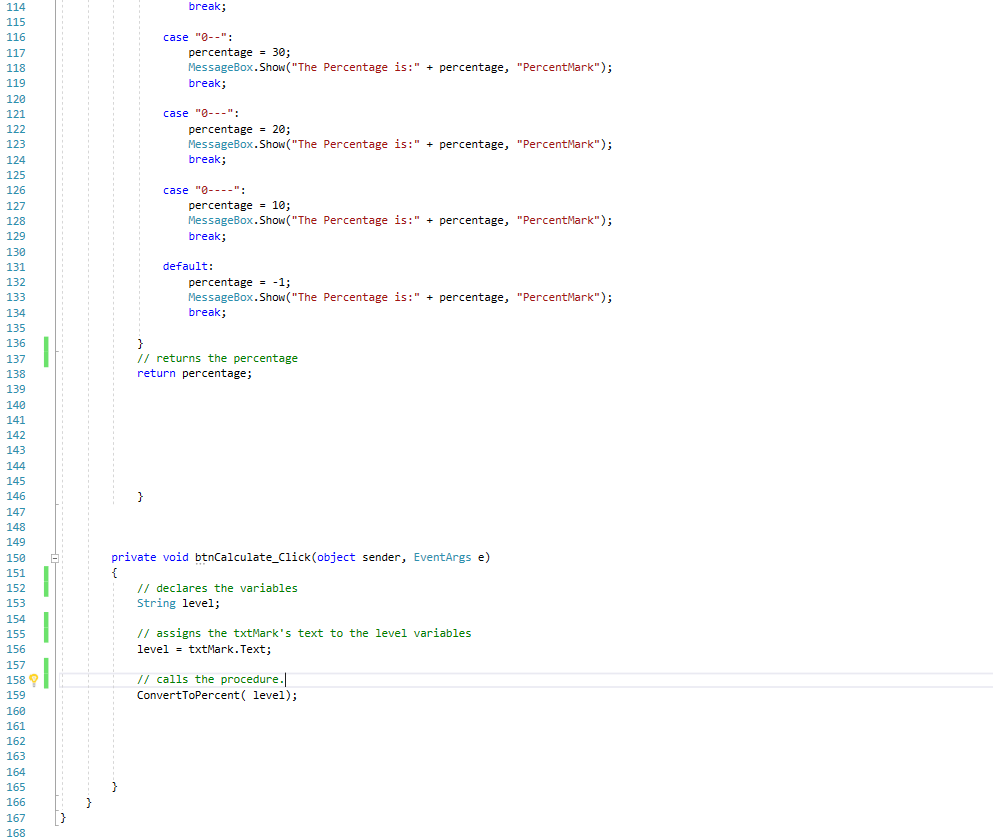 114 break;
115
116 case "0--":
117 percentage = 30;
118 MessageBox.Show("The Percentage is:" + percentage, "PercentMark");
119 break;
120
121 case "0---":
122 percentage = 20;
123 MessageBox.Show("The Percentage is:" + percentage, "PercentMark");
124 break;
125
126 case "0----":
127 percentage = 10;
128 MessageBox.Show("The Percentage is:" + percentage, "PercentMark");
129 break;
130
131 default:
132 percentage = -1;
133 MessageBox.Show("The Percentage is:" + percentage, "PercentMark");
134 break;
135
136 }
137 // returns the percentage
138 return percentage;
139
140
141
142
143
144
145
146 }
147
148
149
150 private void btnCalculate_Click(object sender, EventArgs e)
151 {
152 // declares the variables
153 String level;
154
155 // assigns the txtMark's text to the level variables
156 level = txtMark.Text;
157
158 // calls the procedure.
159 ConvertToPercent( level);
160
161
162
163
164
165 }
166 }
167 }
168